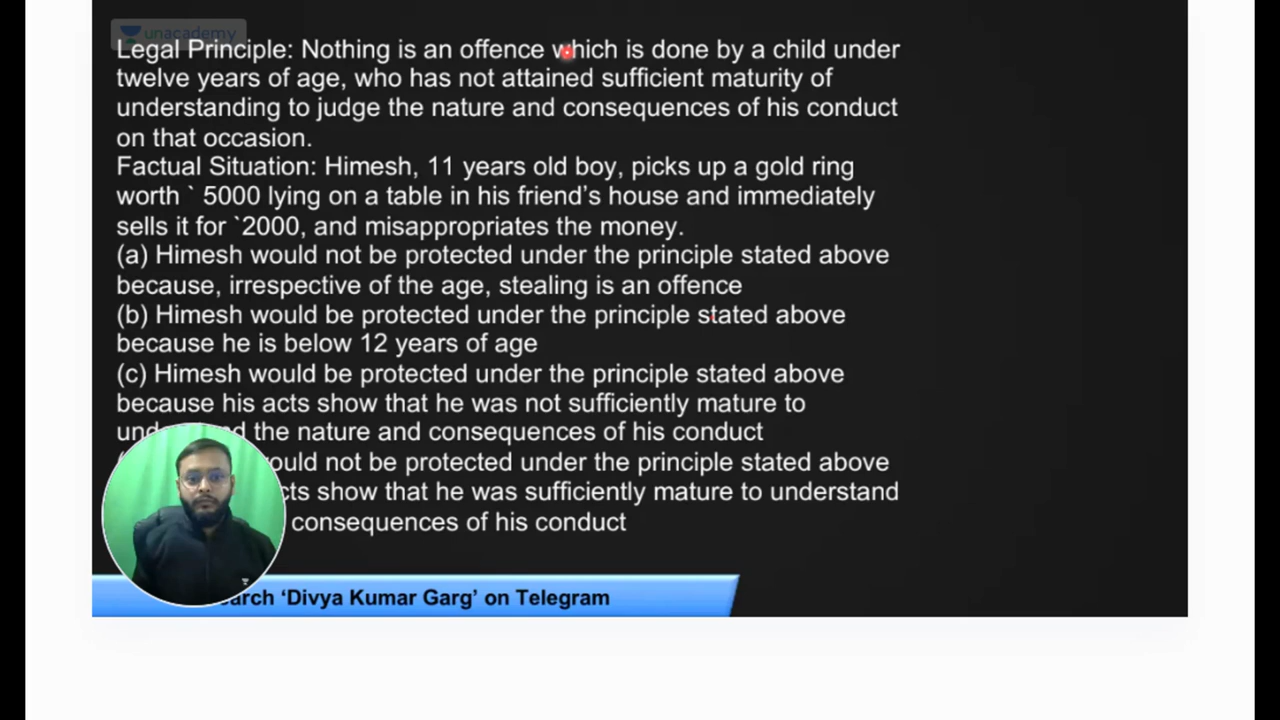 unacademy
Legal Principle: Nothing is an offence which is done by a child under
twelve years of age, who has not attained sufficient maturity of
understanding to judge the nature and consequences of his conduct
on that occasion.
Factual Situation: Himesh, 11 years old boy, picks up a gold ring
worth ` 5000 lying on a table in his friend’s house and immediately
sells it for `2000, and misappropriates the money.
(a) Himesh would not be protected under the principle stated above
because, irrespective of the age, stealing is an offence
(b) Himesh would be protected under the principle stated above
because he is below 12 years of age
(c) Himesh would be protected under the principle stated above
because his acts show that he was not sufficiently mature to
the nature and consequences of his conduct
not be protected under the principle stated above
show that he was sufficiently mature to understand
consequences of his conduct
‘Divya Kumar Garg’ on Telegram